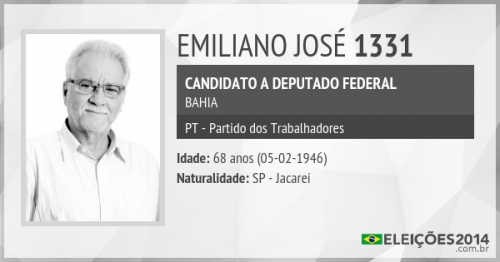 EMILIANO JOSÉ 1331
CANDIDATO A DEPUTADO FEDERAL
BAHIA
PT - Partido dos Trabalhadores
Idade: 68 anos (05-02-1946)
Naturalidade: SP - Jacareí
ELEIÇÕES2014
.com.br